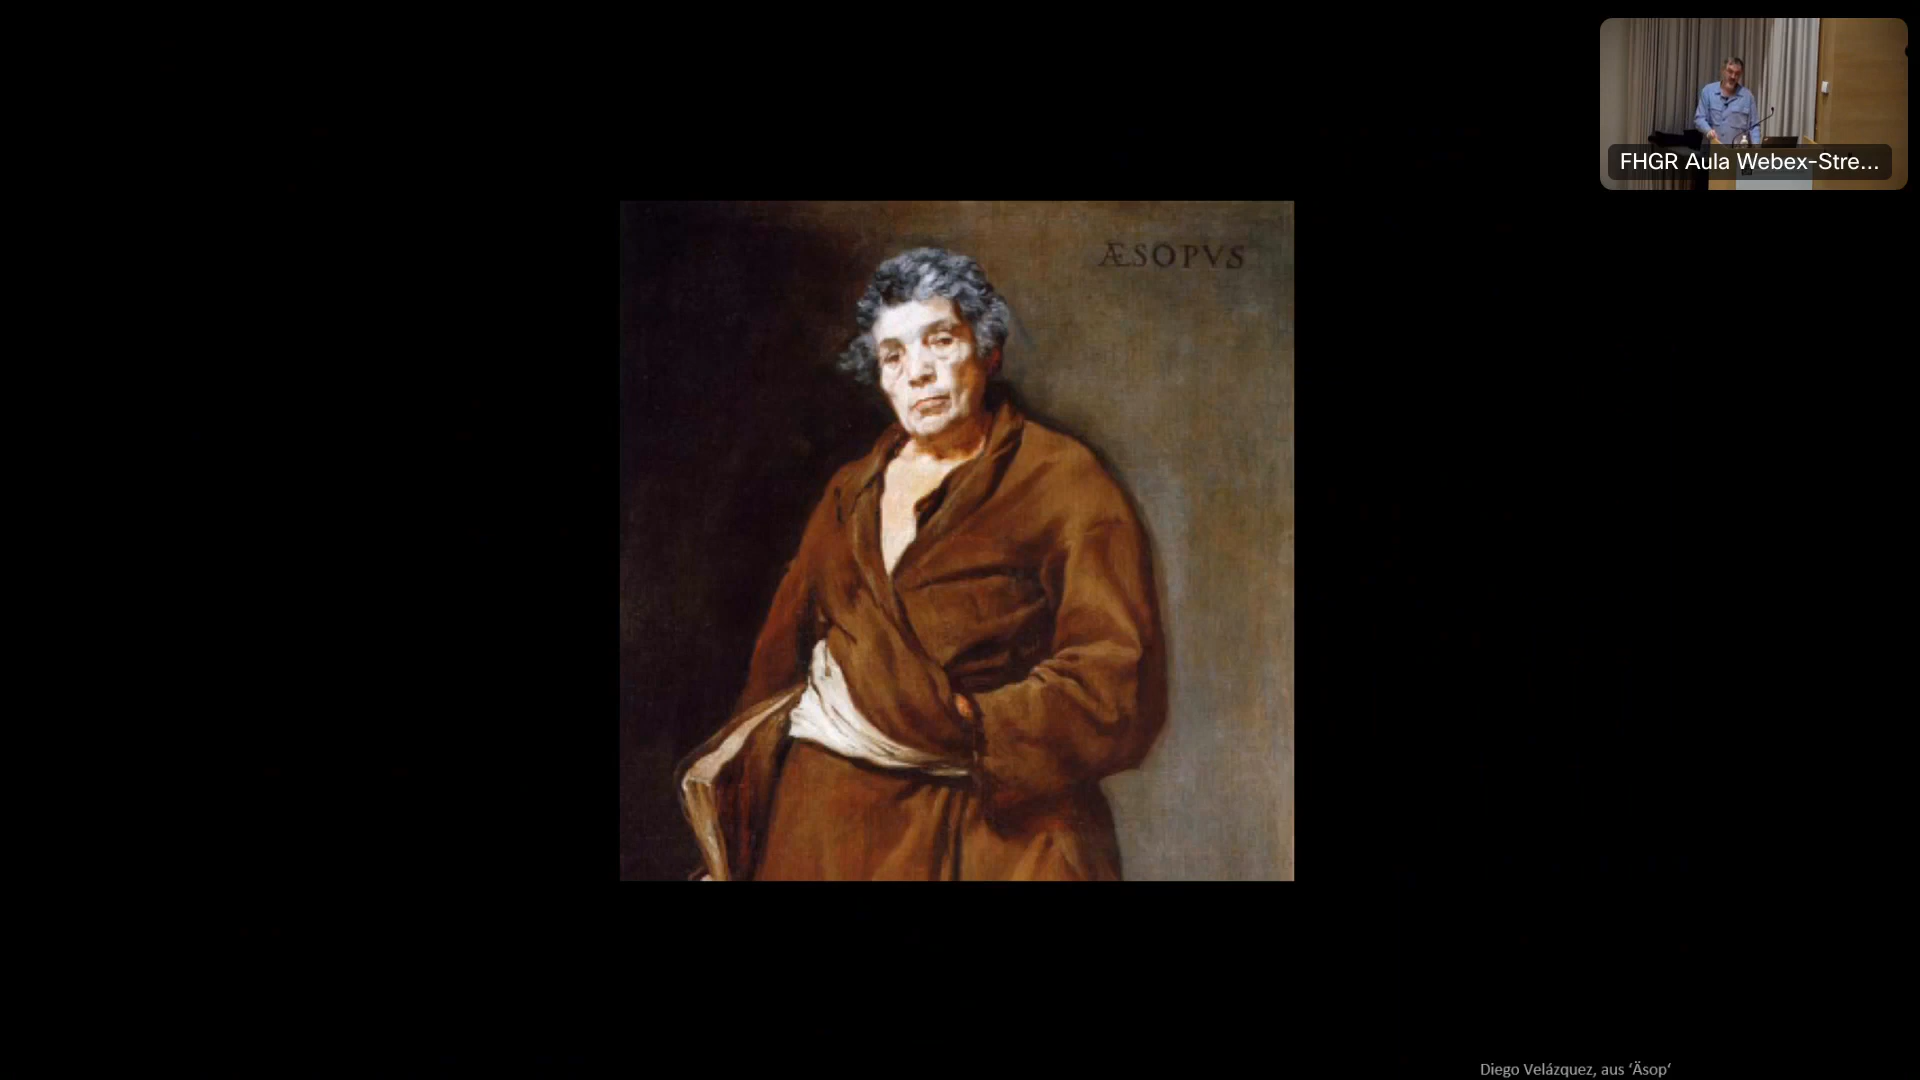 FHGR Aula Webex-Stre...
ÆSOPVS
Diego Velázquez, aus ‘Äsop‘